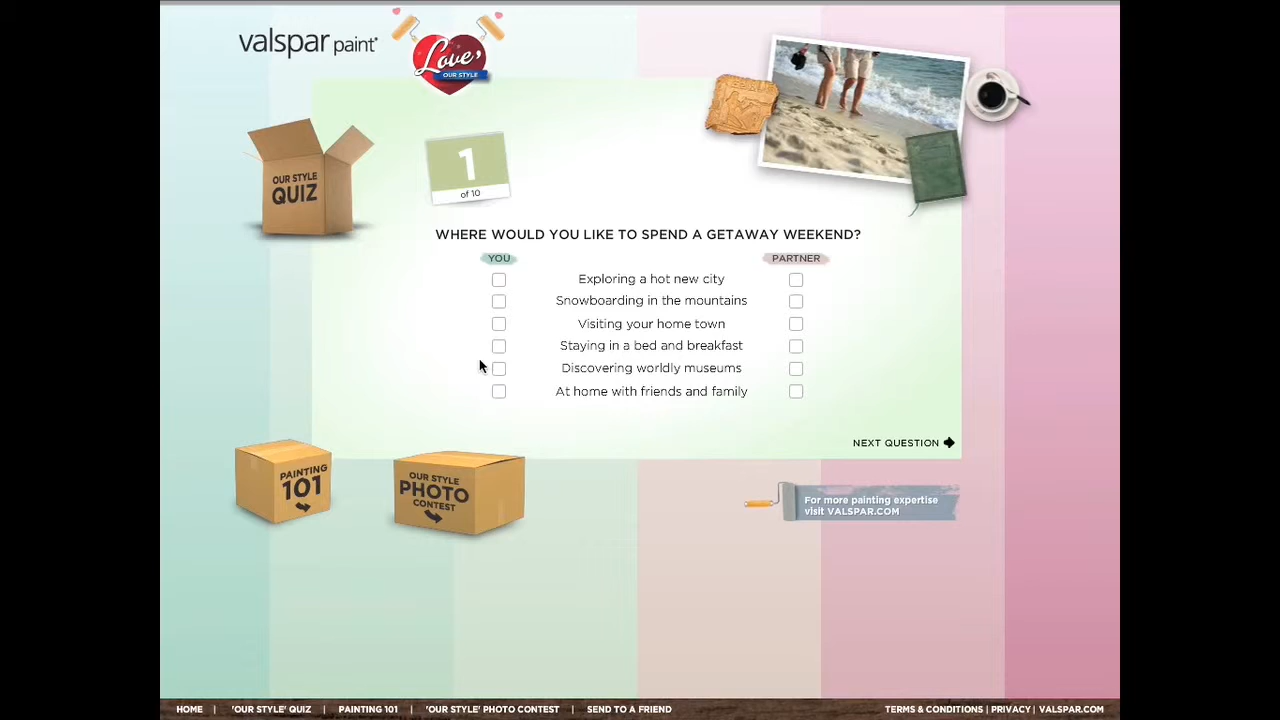 valspar paint®
Love,
OUR STYLE
OUR STYLE
QUIZ
1
of 10
WHERE WOULD YOU LIKE TO SPEND A GETAWAY WEEKEND?
YOU
PARTNER
Exploring a hot new city
Snowboarding in the mountains
Visiting your home town
Staying in a bed and breakfast
Discovering worldly museums
At home with friends and family
NEXT QUESTION
PAINTING
101
OUR STYLE
PHOTO
CONTEST
For more painting expertise
visit VALSPAR.COM
HOME | 'OUR STYLE' QUIZ | PAINTING 101 | 'OUR STYLE' PHOTO CONTEST | SEND TO A FRIEND
TERMS & CONDITIONS | PRIVACY | VALSPAR.COM